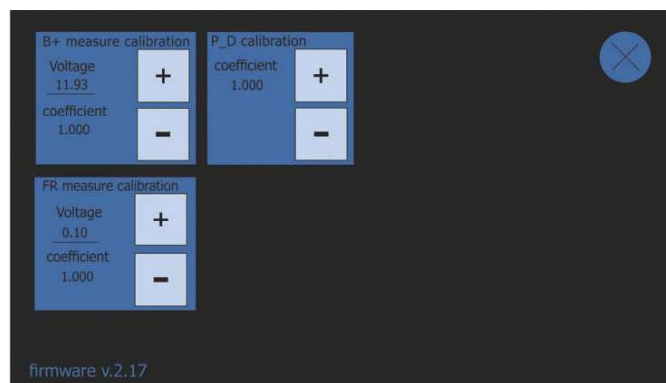 B+ measure calibration
Voltage
11.93
coefficient
1.000
+
-
P_D calibration
coefficient
1.000
+
-
FR measure calibration
Voltage
0.10
coefficient
1.000
+
-
firmware v.2.17